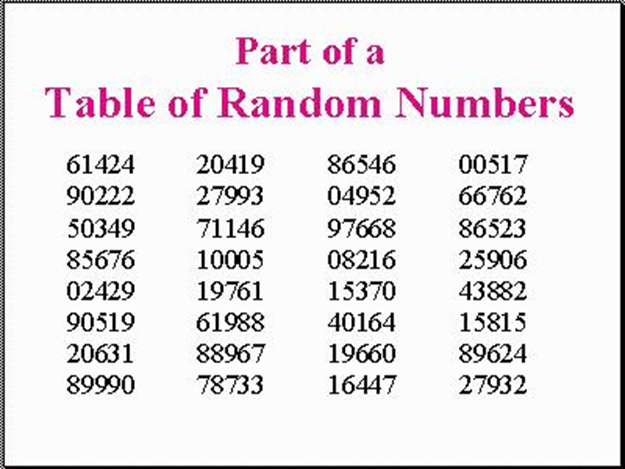 Part of a
Table of Random Numbers
61424 20419 86546 00517
90222 27993 04952 66762
50349 71146 97668 86523
85676 10005 08216 25906
02429 19761 15370 43882
90519 61988 40164 15815
20631 88967 19660 89624
89990 78733 16447 27932